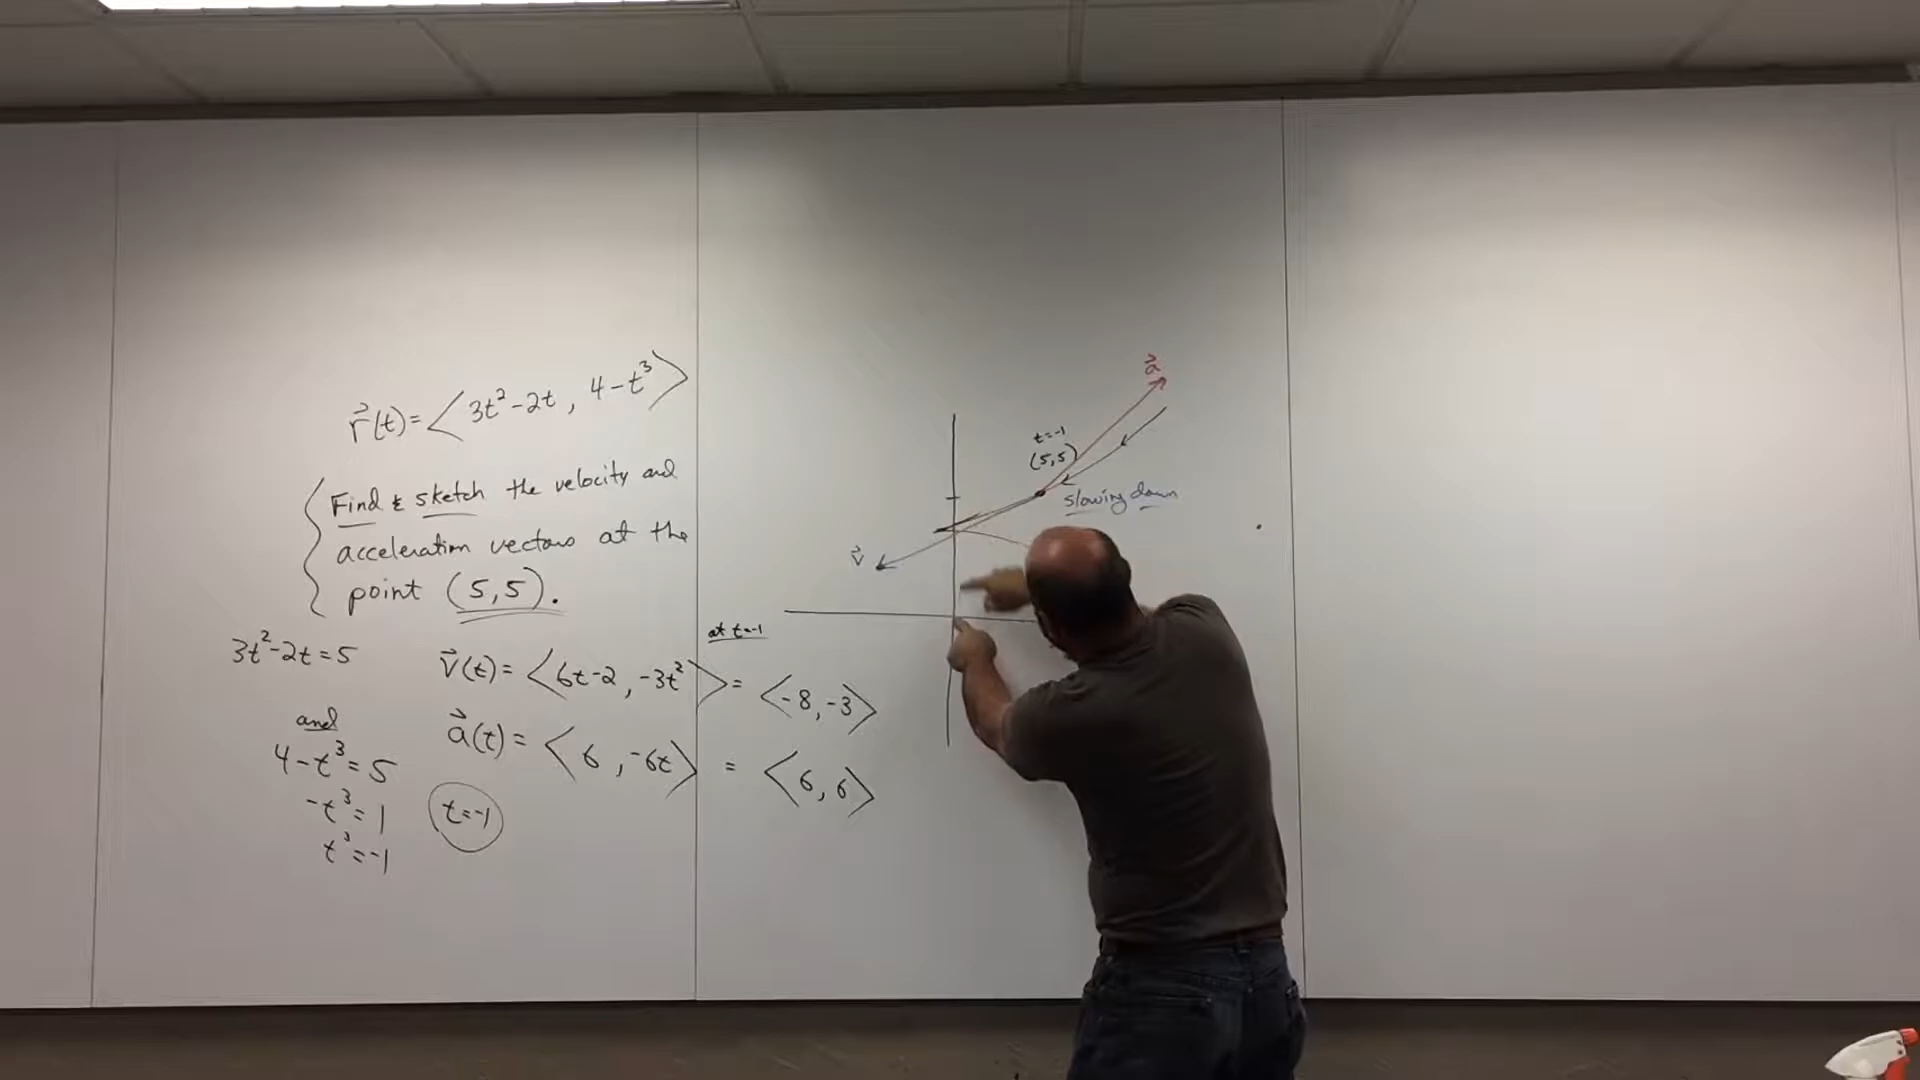 r⃗(t) = ⟨3t²-2t, 4-t³⟩
Find & sketch the velocity and
acceleration vectors at the
point (5,5).
3t²-2t=5
and
4-t³=5
-t³=1
t³=-1
t=-1
at t=-1
v⃗(t) = ⟨6t-2, -3t²⟩ = ⟨-8, -3⟩
a⃗(t) = ⟨6, -6t⟩ = ⟨6, 6⟩
a⃗
t=-1
(5,5)
slowing down
v⃗